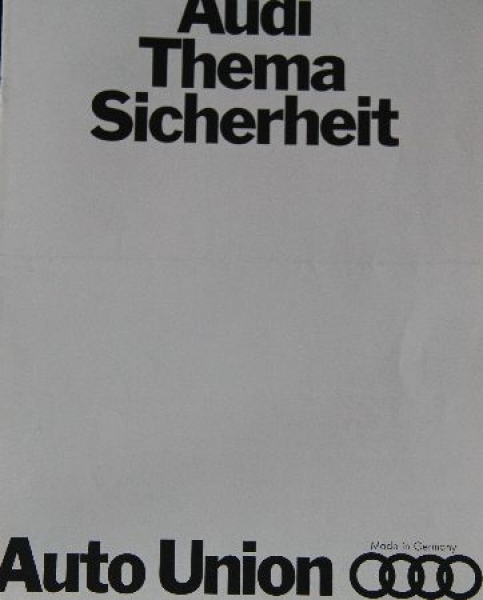 Audi
Thema
Sicherheit
Made in Germany
Auto Union